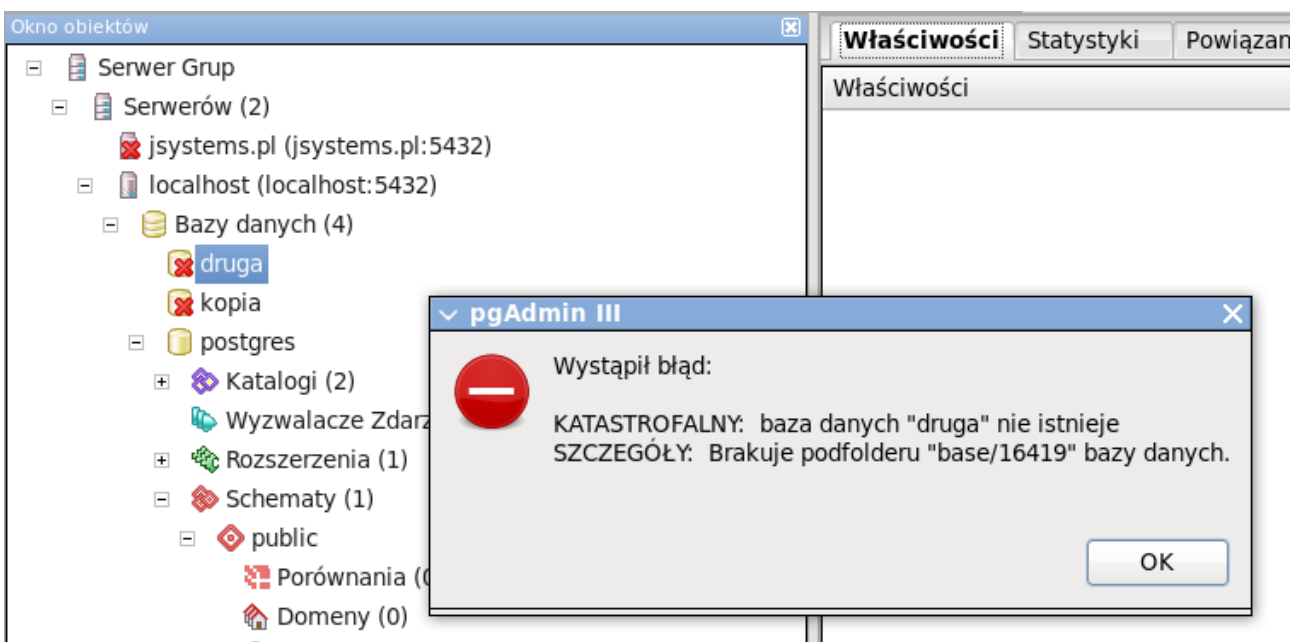 Okno obiektów
Serwer Grup
Serwerów (2)
jsystems.pl (jsystems.pl:5432)
localhost (localhost:5432)
Bazy danych (4)
druga
kopia
postgres
Katalogi (2)
Wyzwalacze Zdarz
Rozszerzenia (1)
Schematy (1)
public
Porównania (0
Domeny (0)
Właściwości Statystyki Powiązan
Właściwości
pgAdmin III
Wystąpił błąd:
KATASTROFALNY: baza danych "druga" nie istnieje
SZCZEGÓŁY: Brakuje podfolderu "base/16419" bazy danych.
OK